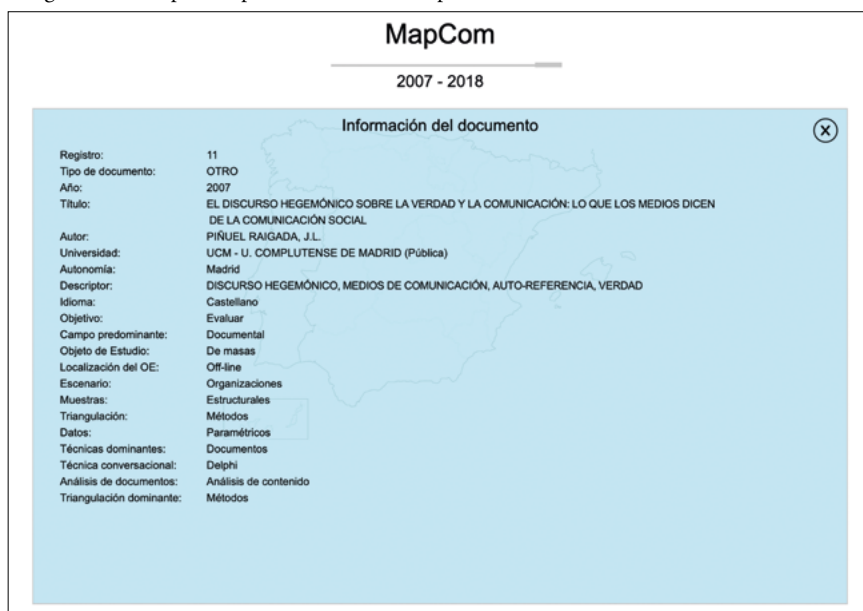 MapCom
2007 - 2018
Información del documento
Registro: 11
Tipo de documento: OTRO
Año: 2007
Título: EL DISCURSO HEGEMÓNICO SOBRE LA VERDAD Y LA COMUNICACIÓN: LO QUE LOS MEDIOS DICEN
DE LA COMUNICACIÓN SOCIAL
Autor: PIÑUEL RAIGADA, J.L.
Universidad: UCM - U. COMPLUTENSE DE MADRID (Pública)
Autonomía: Madrid
Descriptor: DISCURSO HEGEMÓNICO, MEDIOS DE COMUNICACIÓN, AUTO-REFERENCIA, VERDAD
Idioma: Castellano
Objetivo: Evaluar
Campo predominante: Documental
Objeto de Estudio: De masas
Localización del OE: Off-line
Escenario: Organizaciones
Muestras: Estructurales
Triangulación: Métodos
Datos: Paramétricos
Técnicas dominantes: Documentos
Técnica conversacional: Delphi
Análisis de documentos: Análisis de contenido
Triangulación dominante: Métodos